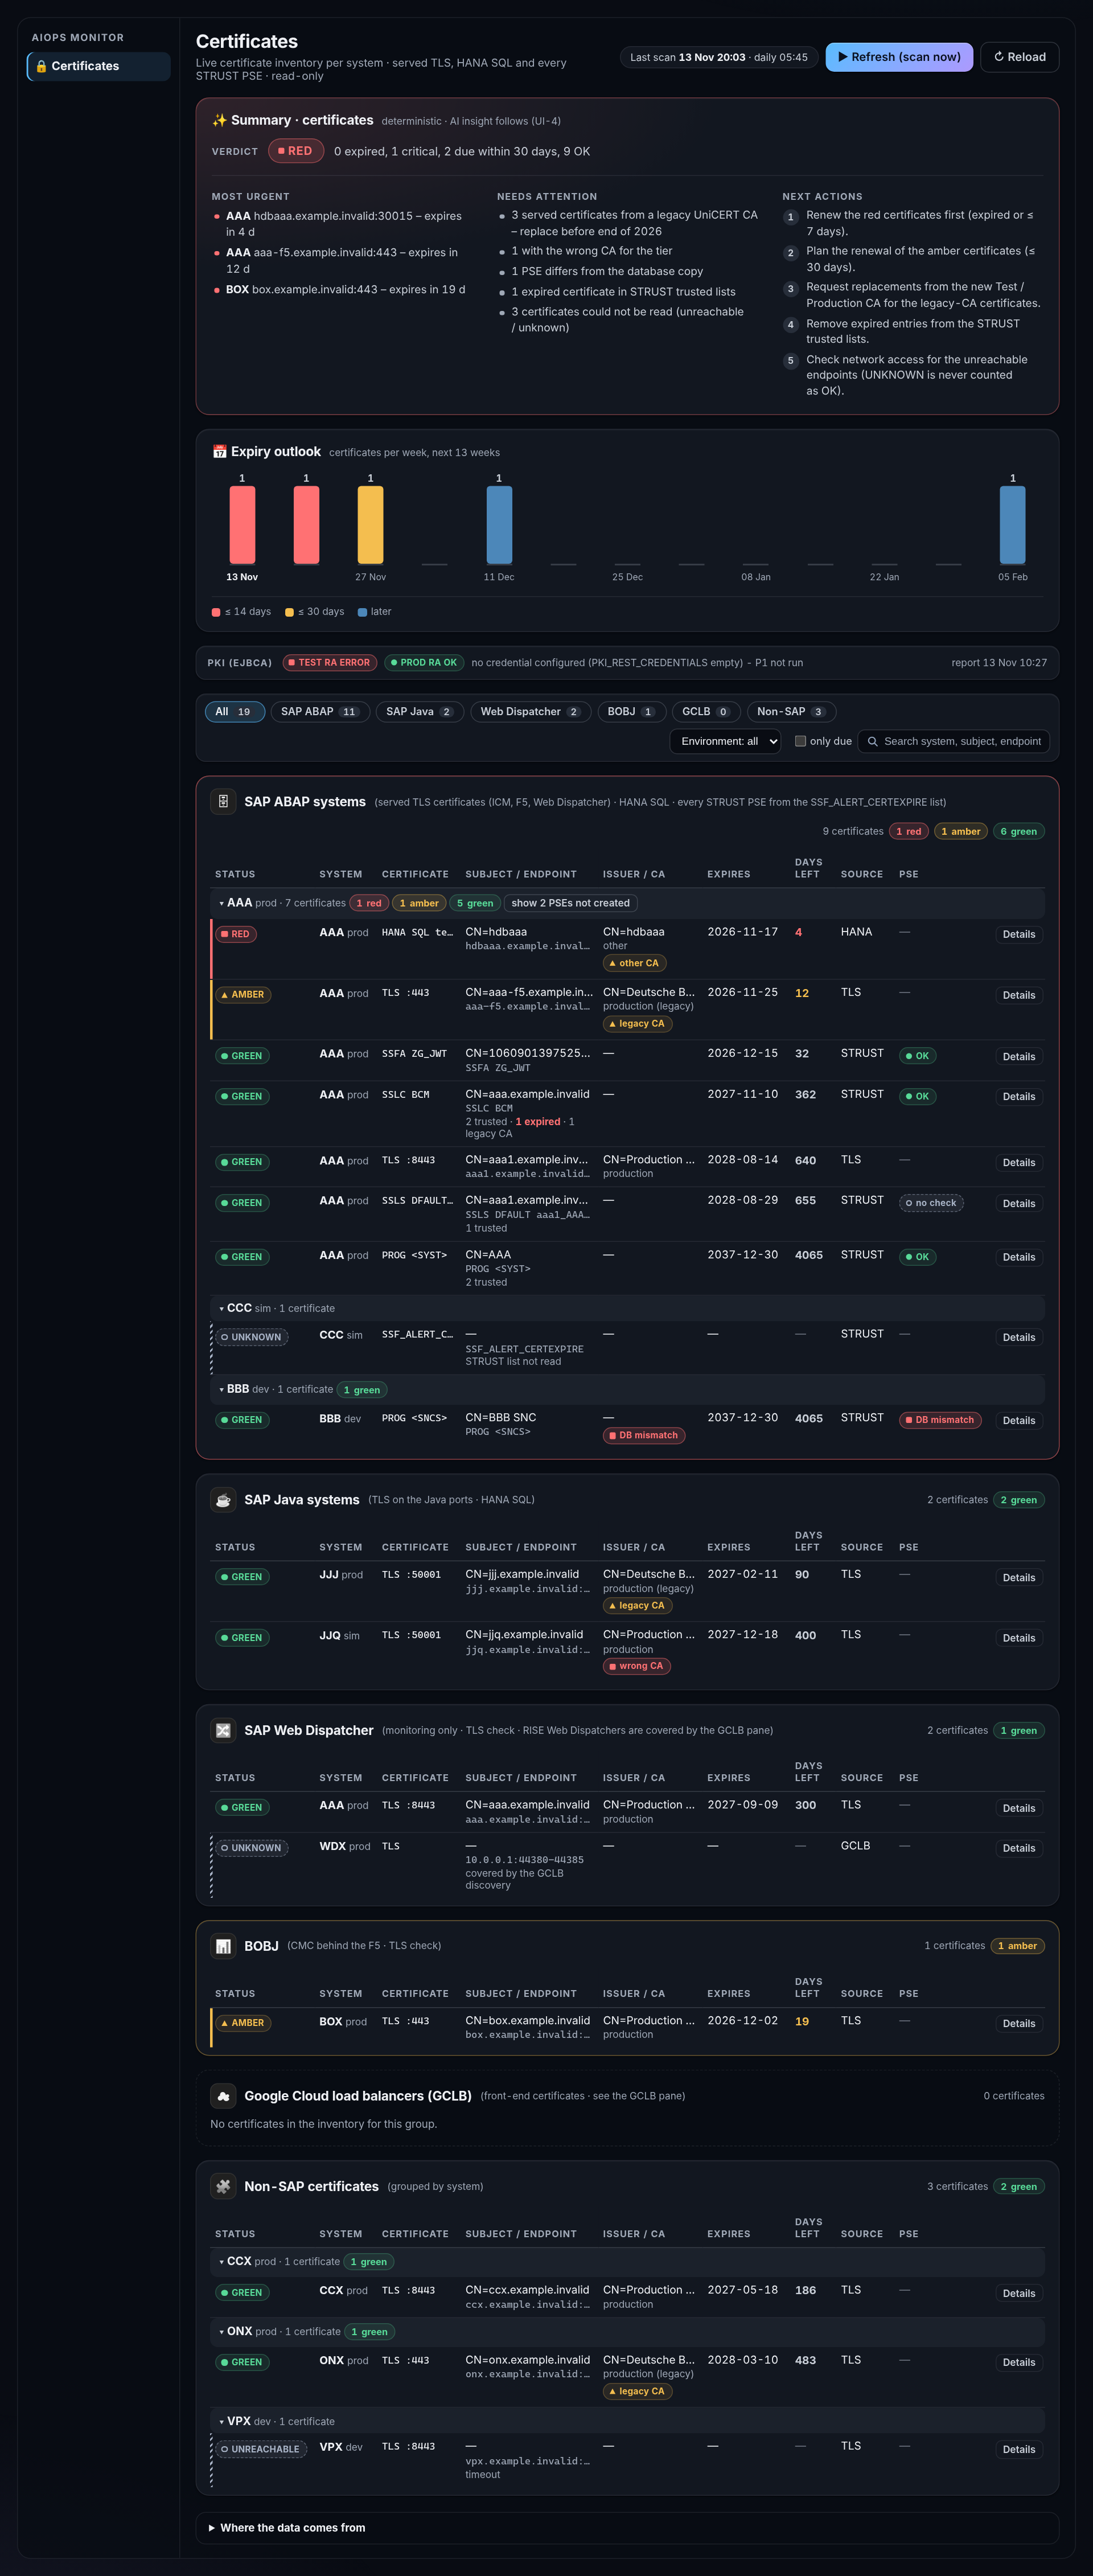 AIOPS MONITOR
🔒 Certificates
Certificates
Live certificate inventory per system · served TLS, HANA SQL and every
STRUST PSE · read-only
Last scan 13 Nov 20:03 · daily 05:45
▶ Refresh (scan now)
↻ Reload
✨ Summary · certificates deterministic · AI insight follows (UI-4)
VERDICT RED 0 expired, 1 critical, 2 due within 30 days, 9 OK
MOST URGENT
AAA hdbaaa.example.invalid:30015 – expires
in 4 d
AAA aaa-f5.example.invalid:443 – expires in
12 d
BOX box.example.invalid:443 – expires in 19 d
NEEDS ATTENTION
3 served certificates from a legacy UniCERT CA
– replace before end of 2026
1 with the wrong CA for the tier
1 PSE differs from the database copy
1 expired certificate in STRUST trusted lists
3 certificates could not be read (unreachable
/ unknown)
NEXT ACTIONS
1 Renew the red certificates first (expired or ≤
7 days).
2 Plan the renewal of the amber certificates (≤
30 days).
3 Request replacements from the new Test /
Production CA for the legacy-CA certificates.
4 Remove expired entries from the STRUST
trusted lists.
5 Check network access for the unreachable
endpoints (UNKNOWN is never counted
as OK).
📅 Expiry outlook certificates per week, next 13 weeks
1 1 1 1 1
13 Nov 27 Nov 11 Dec 25 Dec 08 Jan 22 Jan 05 Feb
≤ 14 days ≤ 30 days later
PKI (EJBCA) TEST RA ERROR PROD RA OK no credential configured (PKI_REST_CREDENTIALS empty) - P1 not run report 13 Nov 10:27
All 19 SAP ABAP 11 SAP Java 2 Web Dispatcher 2 BOBJ 1 GCLB 0 Non-SAP 3
Environment: all only due Search system, subject, endpoint
SAP ABAP systems (served TLS certificates (ICM, F5, Web Dispatcher) · HANA SQL · every STRUST PSE from the SSF_ALERT_CERTEXPIRE list)
9 certificates 1 red 1 amber 6 green
DAYS
STATUS SYSTEM CERTIFICATE SUBJECT / ENDPOINT ISSUER / CA EXPIRES LEFT SOURCE PSE
▾ AAA prod · 7 certificates 1 red 1 amber 5 green show 2 PSEs not created
RED AAA prod HANA SQL te… CN=hdbaaa CN=hdbaaa 2026-11-17 4 HANA — Details
hdbaaa.example.inval… other
▲ other CA
▲ AMBER AAA prod TLS :443 CN=aaa-f5.example.in… CN=Deutsche B… 2026-11-25 12 TLS — Details
aaa-f5.example.inval… production (legacy)
▲ legacy CA
GREEN AAA prod SSFA ZG_JWT CN=1060901397525… — 2026-12-15 32 STRUST OK Details
SSFA ZG_JWT
GREEN AAA prod SSLC BCM CN=aaa.example.invalid — 2027-11-10 362 STRUST OK Details
SSLC BCM
2 trusted · 1 expired · 1
legacy CA
GREEN AAA prod TLS :8443 CN=aaa1.example.inv… CN=Production … 2028-08-14 640 TLS — Details
aaa1.example.invalid… production
GREEN AAA prod SSLS DFAULT… CN=aaa1.example.inv… — 2028-08-29 655 STRUST no check Details
SSLS DFAULT aaa1_AAA…
1 trusted
GREEN AAA prod PROG <SYST> CN=AAA — 2037-12-30 4065 STRUST OK Details
PROG <SYST>
2 trusted
▾ CCC sim · 1 certificate
UNKNOWN CCC sim SSF_ALERT_C… — — — — STRUST — Details
SSF_ALERT_CERTEXPIRE
STRUST list not read
▾ BBB dev · 1 certificate 1 green
GREEN BBB dev PROG <SNCS> CN=BBB SNC — 2037-12-30 4065 STRUST DB mismatch Details
PROG <SNCS> DB mismatch
SAP Java systems (TLS on the Java ports · HANA SQL) 2 certificates 2 green
DAYS
STATUS SYSTEM CERTIFICATE SUBJECT / ENDPOINT ISSUER / CA EXPIRES LEFT SOURCE PSE
GREEN JJJ prod TLS :50001 CN=jjj.example.invalid CN=Deutsche B… 2027-02-11 90 TLS — Details
jjj.example.invalid:… production (legacy)
▲ legacy CA
GREEN JJQ sim TLS :50001 CN=jjq.example.invalid CN=Production … 2027-12-18 400 TLS — Details
jjq.example.invalid:… production
wrong CA
SAP Web Dispatcher (monitoring only · TLS check · RISE Web Dispatchers are covered by the GCLB pane) 2 certificates 1 green
DAYS
STATUS SYSTEM CERTIFICATE SUBJECT / ENDPOINT ISSUER / CA EXPIRES LEFT SOURCE PSE
GREEN AAA prod TLS :8443 CN=aaa.example.invalid CN=Production … 2027-09-09 300 TLS — Details
aaa.example.invalid:… production
UNKNOWN WDX prod TLS — — — — GCLB — Details
10.0.0.1:44380-44385
covered by the GCLB
discovery
BOBJ (CMC behind the F5 · TLS check) 1 certificates 1 amber
DAYS
STATUS SYSTEM CERTIFICATE SUBJECT / ENDPOINT ISSUER / CA EXPIRES LEFT SOURCE PSE
▲ AMBER BOX prod TLS :443 CN=box.example.invalid CN=Production … 2026-12-02 19 TLS — Details
box.example.invalid:… production
Google Cloud load balancers (GCLB) (front-end certificates · see the GCLB pane) 0 certificates
No certificates in the inventory for this group.
Non-SAP certificates (grouped by system) 3 certificates 2 green
DAYS
STATUS SYSTEM CERTIFICATE SUBJECT / ENDPOINT ISSUER / CA EXPIRES LEFT SOURCE PSE
▾ CCX prod · 1 certificate 1 green
GREEN CCX prod TLS :8443 CN=ccx.example.invalid CN=Production … 2027-05-18 186 TLS — Details
ccx.example.invalid:… production
▾ ONX prod · 1 certificate 1 green
GREEN ONX prod TLS :443 CN=onx.example.invalid CN=Deutsche B… 2028-03-10 483 TLS — Details
onx.example.invalid:… production (legacy)
▲ legacy CA
▾ VPX dev · 1 certificate
UNREACHABLE VPX dev TLS :8443 — — — — TLS — Details
vpx.example.invalid:…
timeout
▶ Where the data comes from